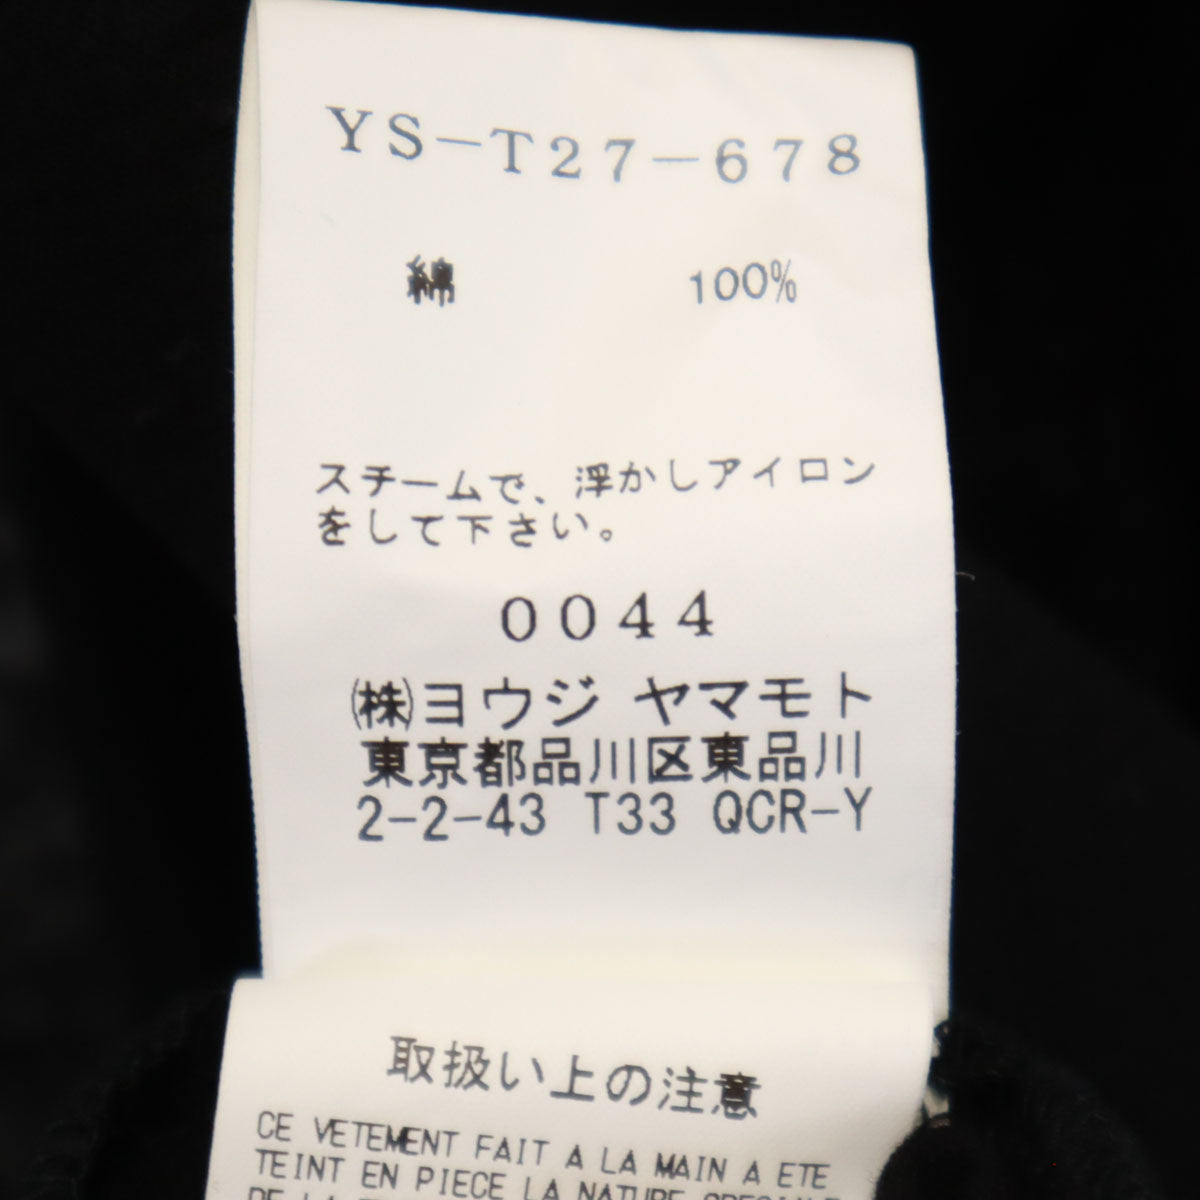 YS-T27-678
綿 100%
スチームで、浮かしアイロン
をして下さい。
0044
㈱ヨウジ ヤマモト
東京都品川区東品川
2-2-43 T33 QCR-Y
取扱い上の注意
CE VETEMENT FAIT A LA MAIN A ETE
TEINT EN PIECE LA NATURE
DE LA